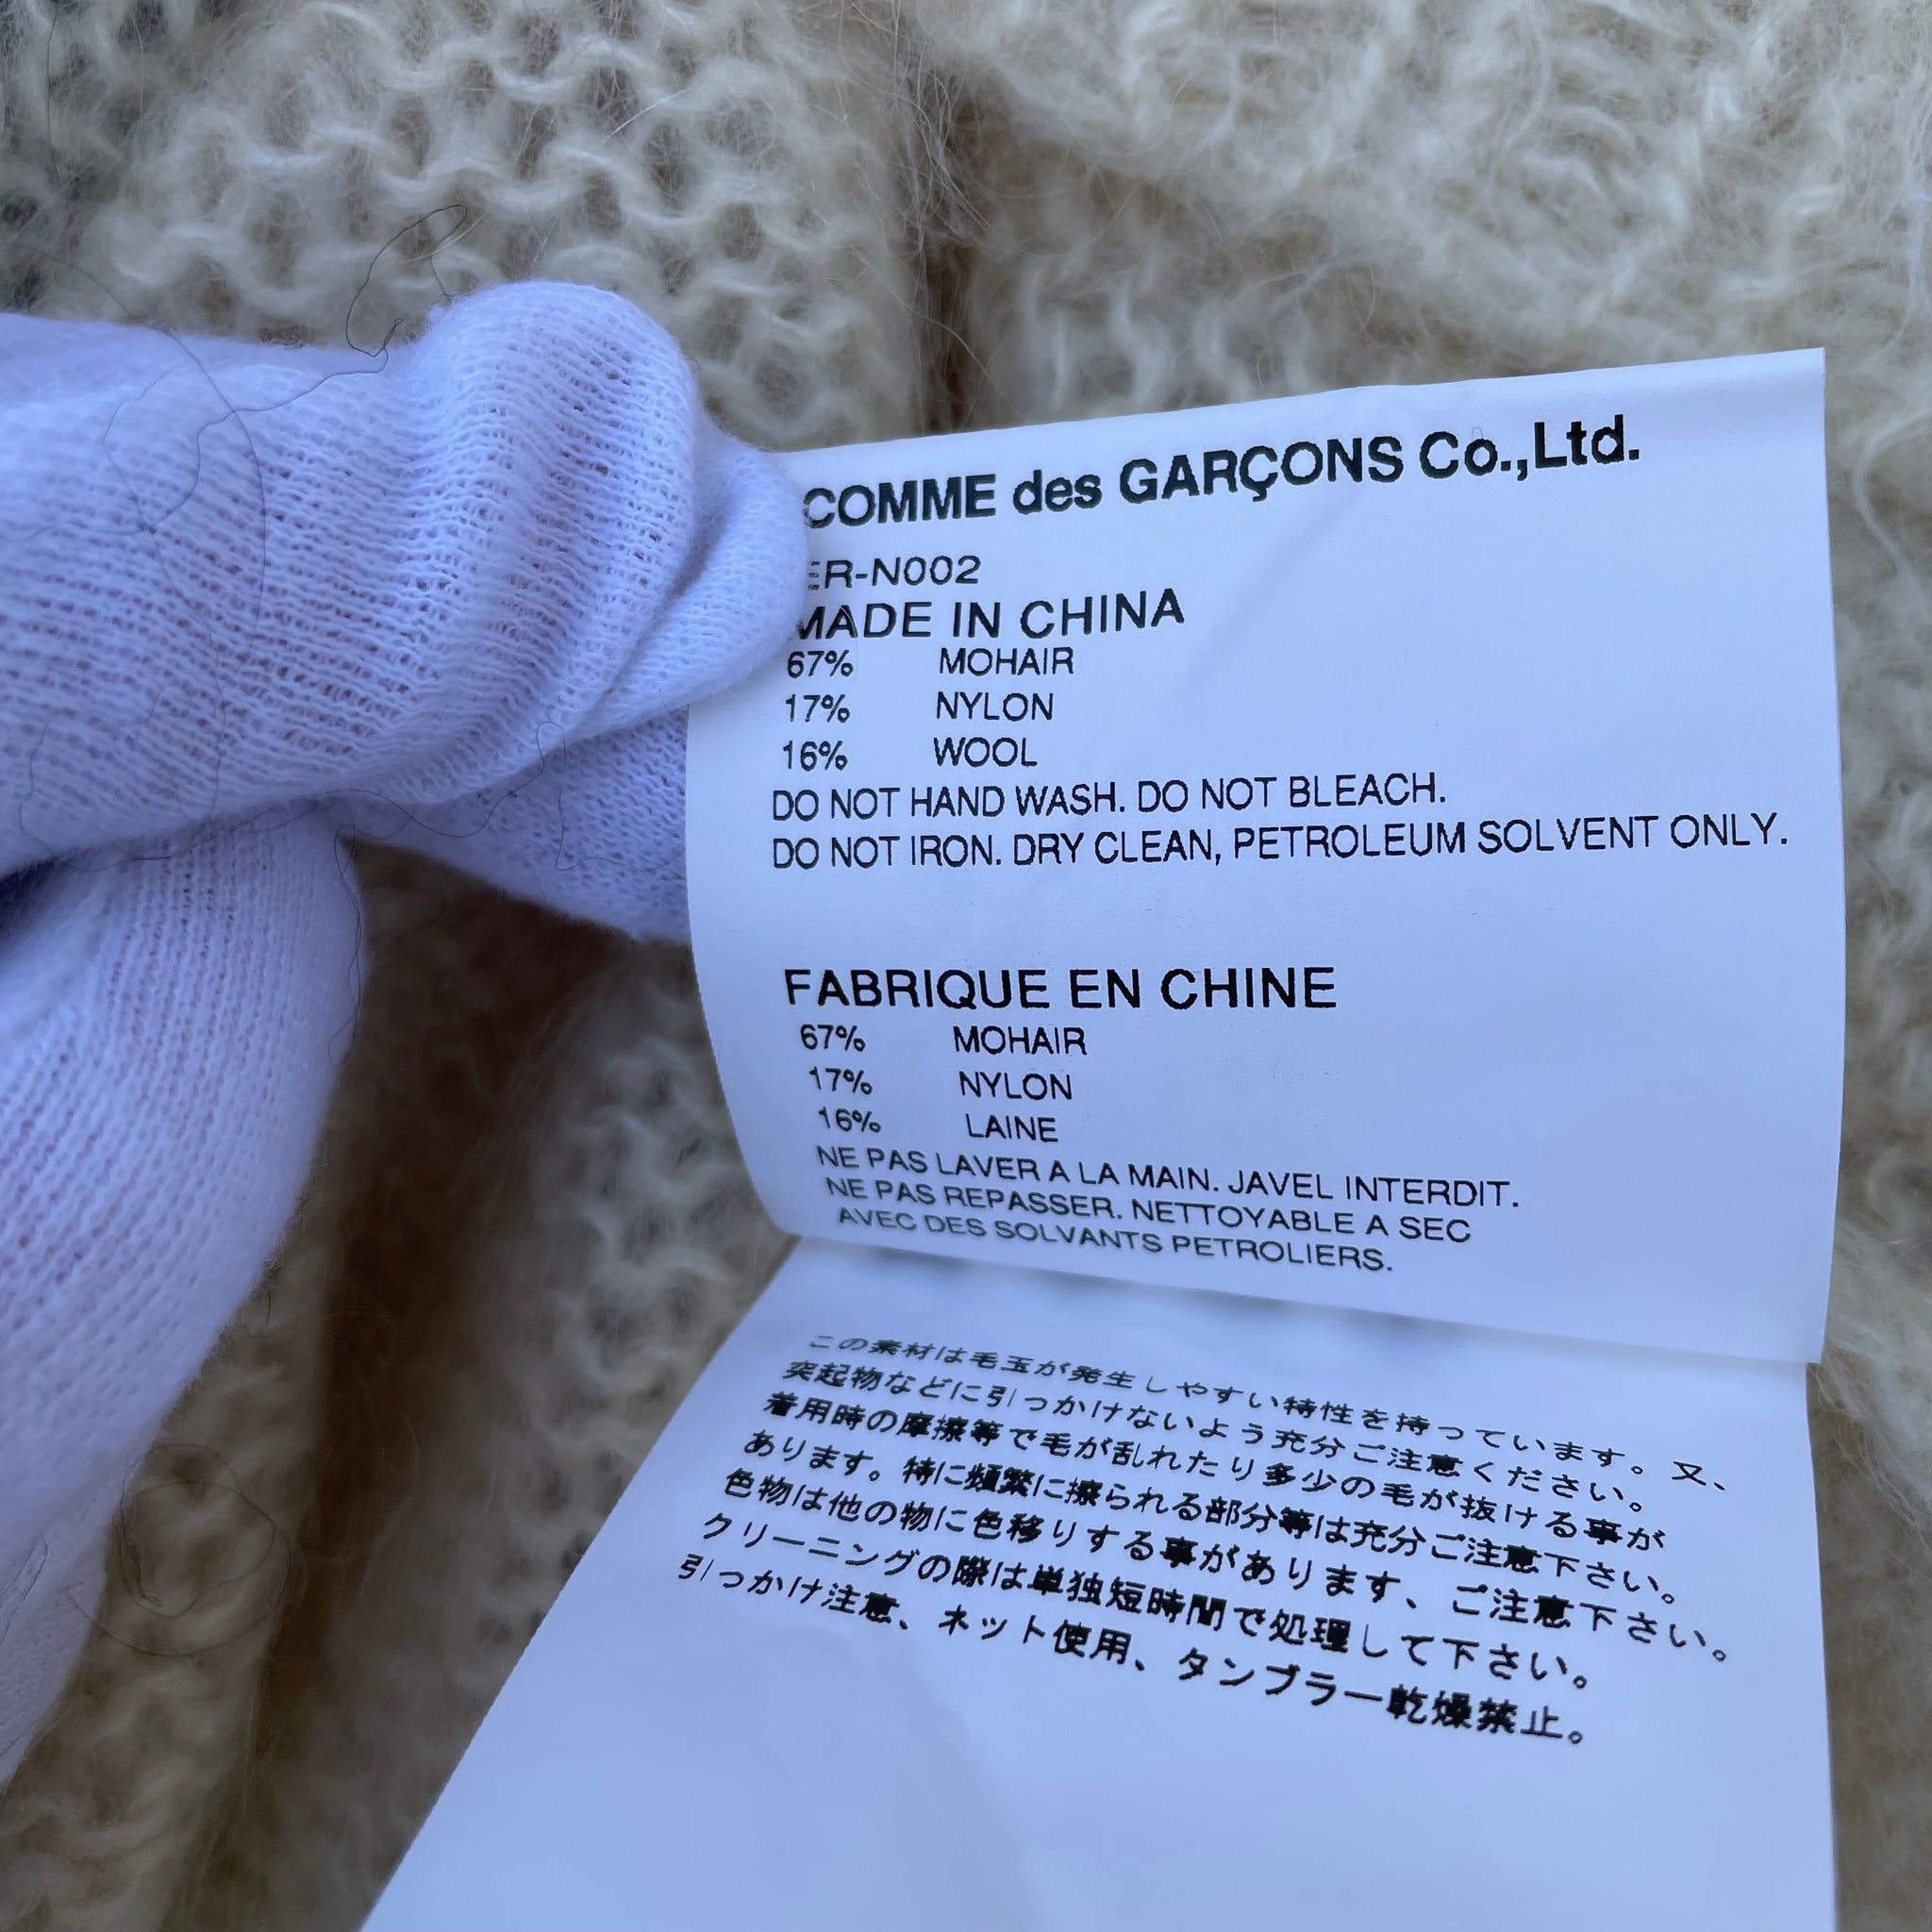 COMME des GARÇONS Co.,Ltd.
ER-N002
MADE IN CHINA
67% MOHAIR
17% NYLON
16% WOOL
DO NOT HAND WASH. DO NOT BLEACH.
DO NOT IRON. DRY CLEAN, PETROLEUM SOLVENT ONLY.
FABRIQUE EN CHINE
67% MOHAIR
17% NYLON
16% LAINE
NE PAS LAVER A LA MAIN. JAVEL INTERDIT.
NE PAS REPASSER. NETTOYABLE A SEC
AVEC DES SOLVANTS PETROLIERS.
この素材は毛玉が発生しやすい特性を持っています。又、
突起物などに引っかけないよう充分ご注意ください。
着用時の摩擦等で毛が乱れたり多少の毛が抜ける事が
あります。特に頻繁に擦られる部分等は充分ご注意下さい。
色物は他の物に色移りする事があります、ご注意下さい。
クリーニングの際は単独短時間で処理して下さい。
引っかけ注意、ネット使用、タンブラー乾燥禁止。